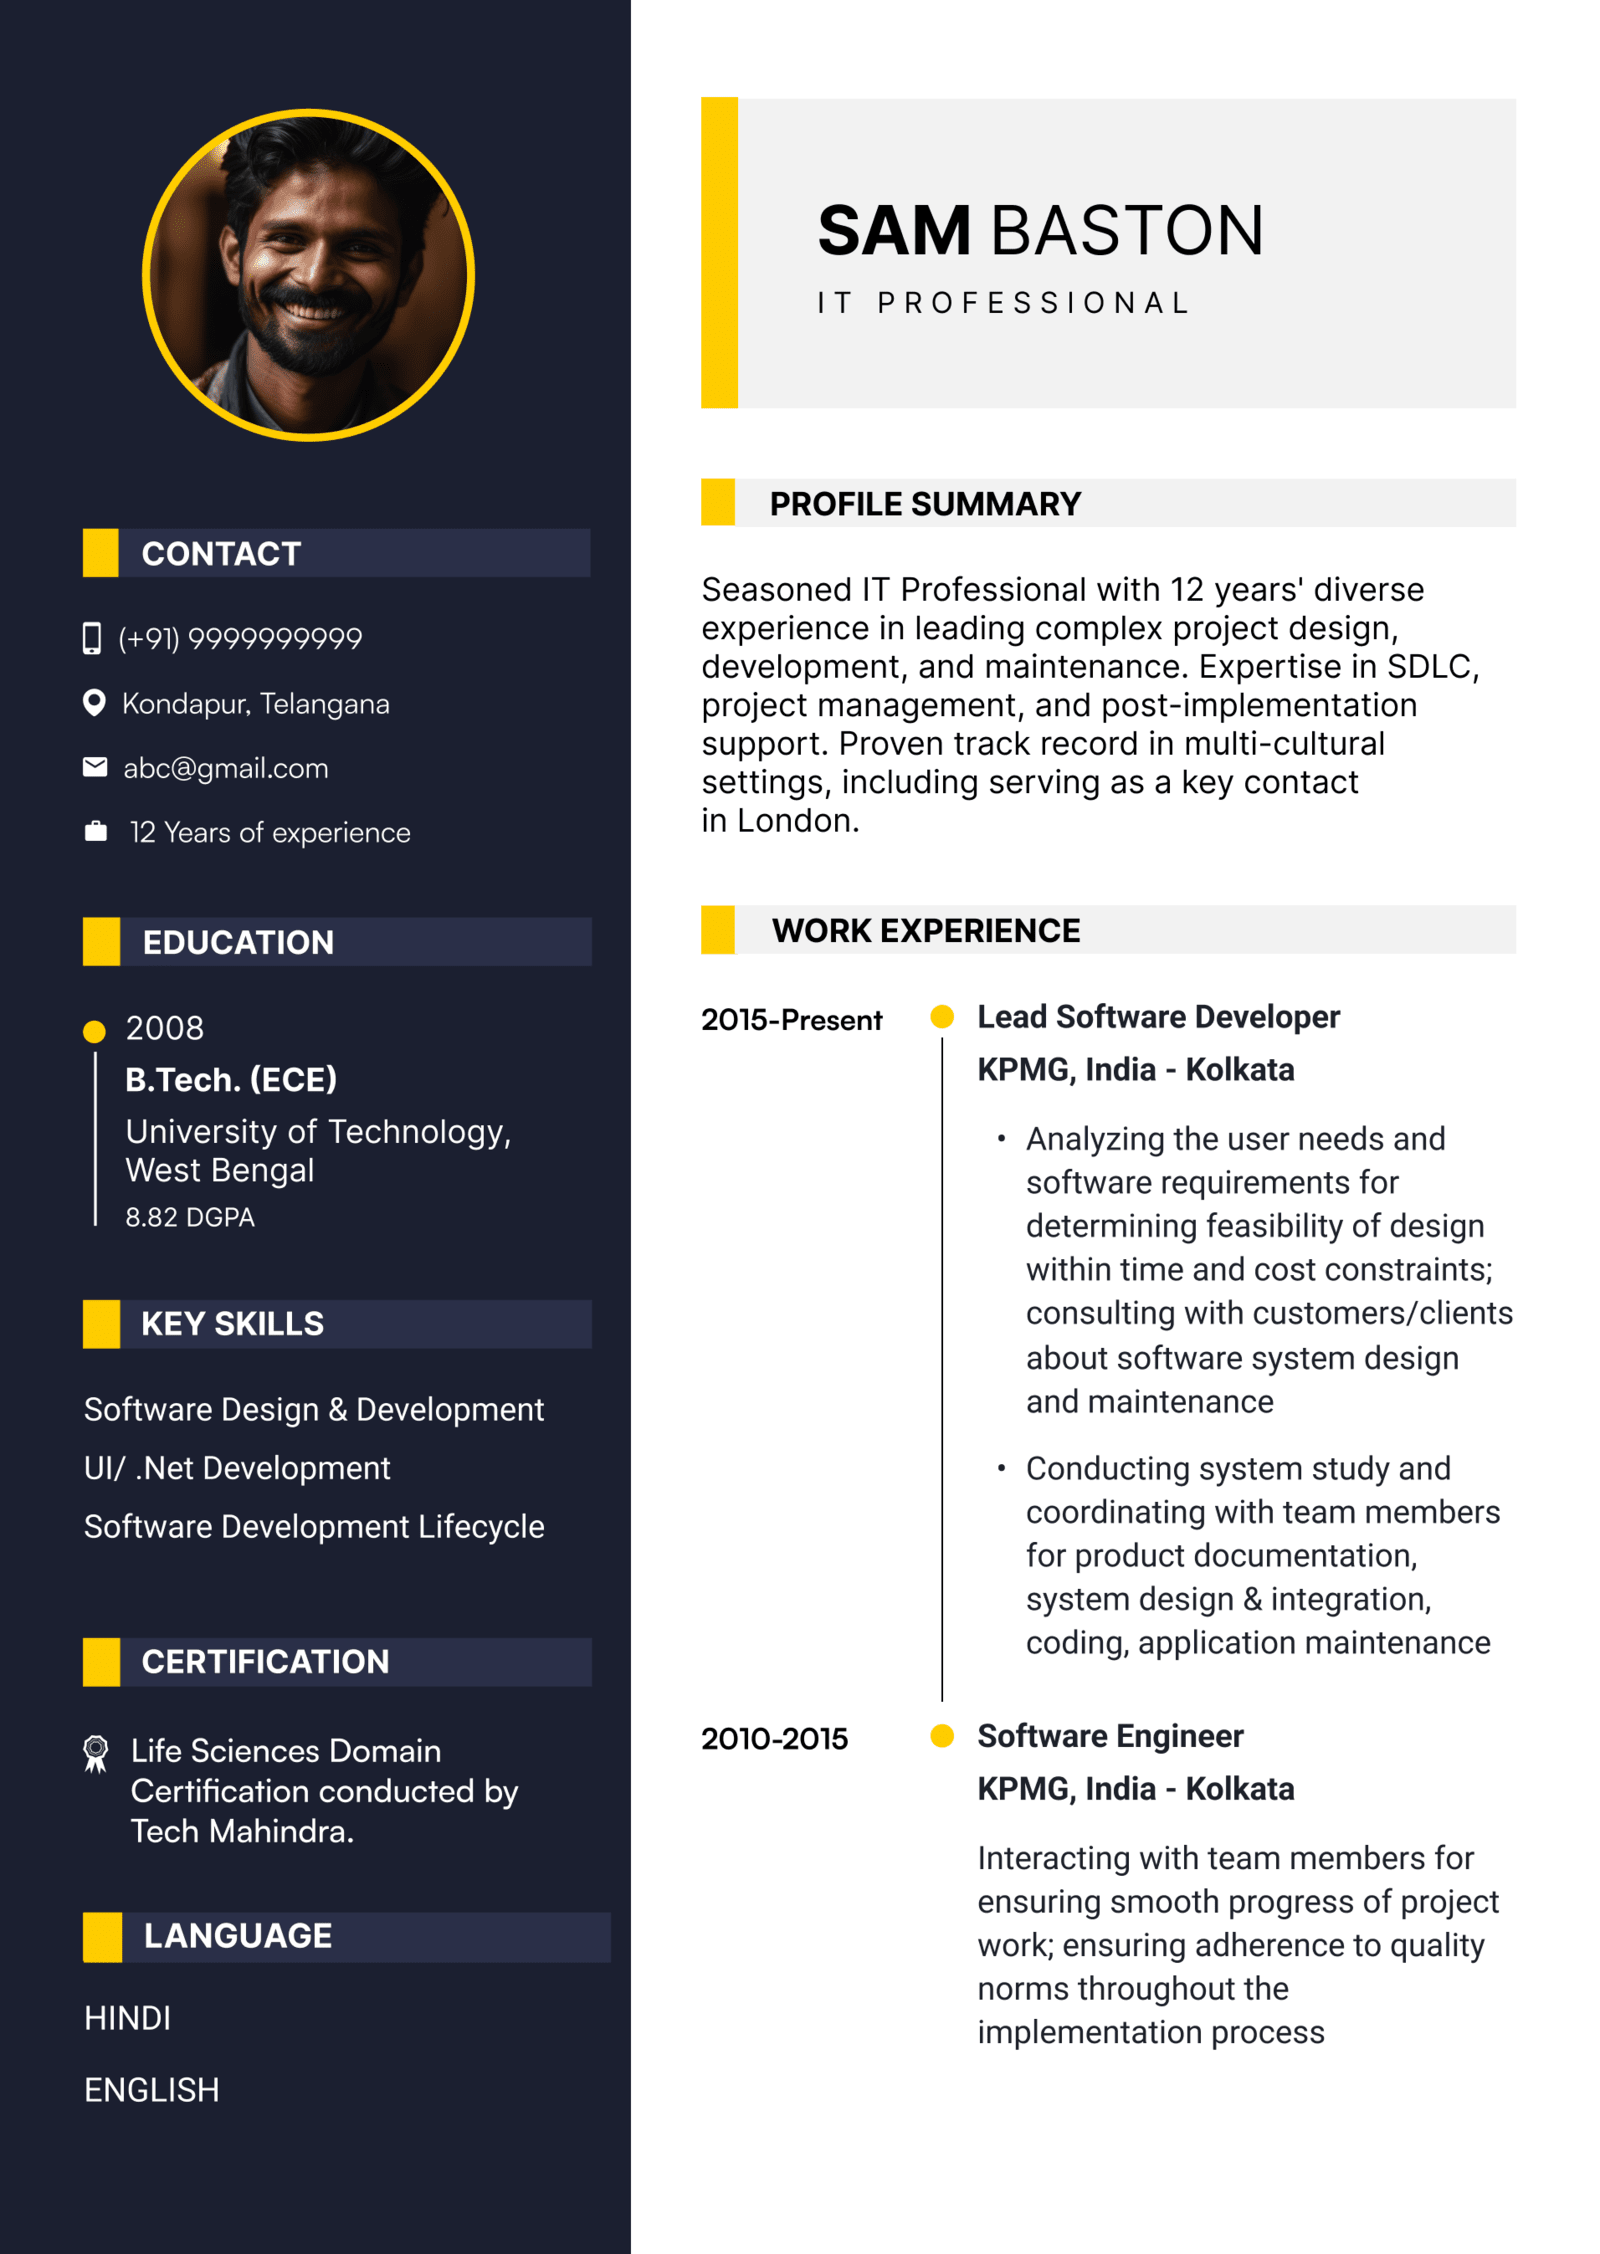 CONTACT
(+91) 9999999999
Kondapur, Telangana
abc@gmail.com
12 Years of experience
EDUCATION
2008
B.Tech. (ECE)
University of Technology,
West Bengal
8.82 DGPA
KEY SKILLS
Software Design & Development
UI/ .Net Development
Software Development Lifecycle
CERTIFICATION
Life Sciences Domain
Certification conducted by
Tech Mahindra.
LANGUAGE
HINDI
ENGLISH
SAM BASTON
IT PROFESSIONAL
PROFILE SUMMARY
Seasoned IT Professional with 12 years' diverse
experience in leading complex project design,
development, and maintenance. Expertise in SDLC,
project management, and post-implementation
support. Proven track record in multi-cultural
settings, including serving as a key contact
in London.
WORK EXPERIENCE
2015-Present
Lead Software Developer
KPMG, India - Kolkata
• Analyzing the user needs and
software requirements for
determining feasibility of design
within time and cost constraints;
consulting with customers/clients
about software system design
and maintenance
• Conducting system study and
coordinating with team members
for product documentation,
system design & integration,
coding, application maintenance
2010-2015
Software Engineer
KPMG, India - Kolkata
Interacting with team members for
ensuring smooth progress of project
work; ensuring adherence to quality
norms throughout the
implementation process